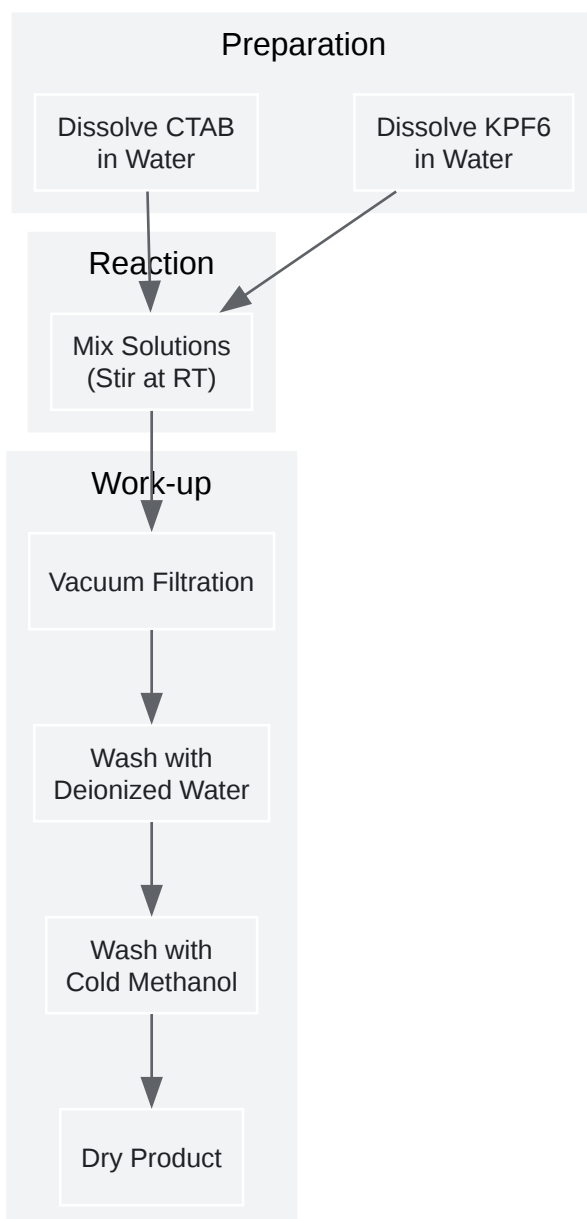 Preparation
Dissolve CTAB
in Water
Dissolve KPF6
in Water
Reaction
Mix Solutions
(Stir at RT)
Work-up
Vacuum Filtration
Wash with
Deionized Water
Wash with
Cold Methanol
Dry Product